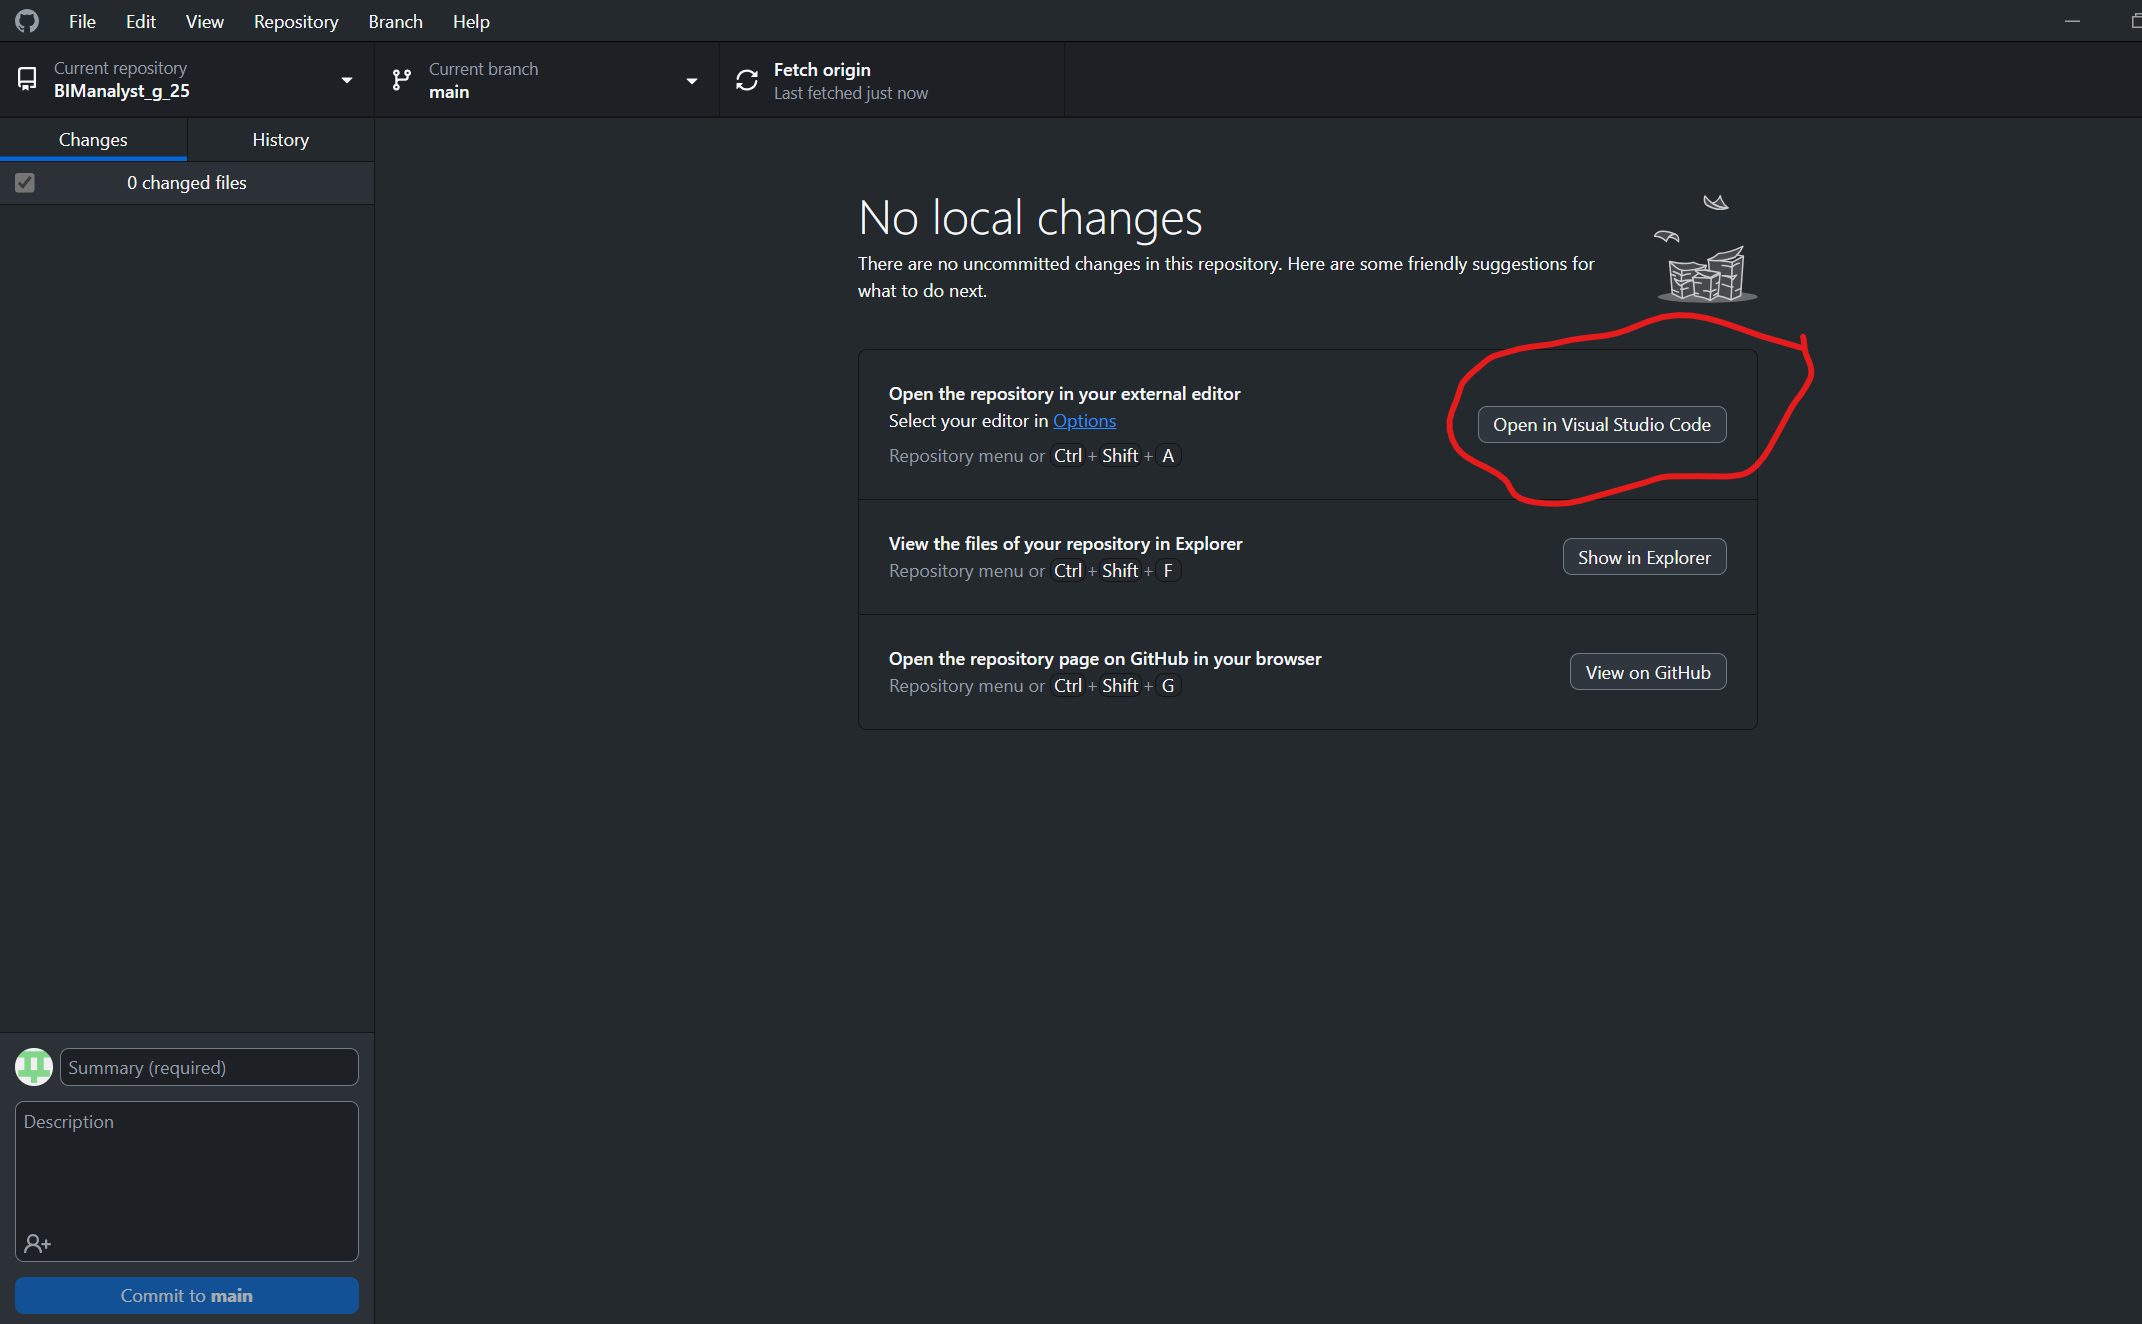 File Edit View Repository Branch Help
Current repository
BIManalyst_g_25
Current branch
main
Fetch origin
Last fetched just now
Changes
History
0 changed files
No local changes
There are no uncommitted changes in this repository. Here are some friendly suggestions for
what to do next.
Open the repository in your external editor
Select your editor in Options
Repository menu or Ctrl + Shift + A
Open in Visual Studio Code
View the files of your repository in Explorer
Repository menu or Ctrl + Shift + F
Show in Explorer
Open the repository page on GitHub in your browser
Repository menu or Ctrl + Shift + G
View on GitHub
Summary (required)
Description
Commit to main